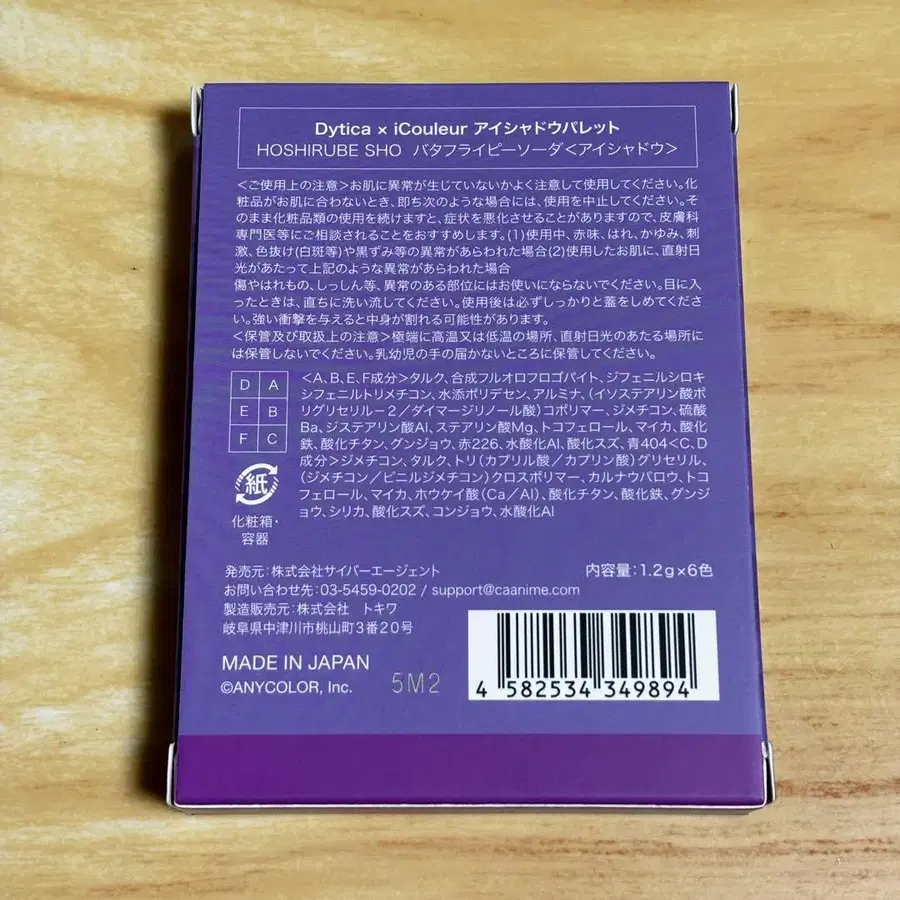 Dytica × iCouleur アイシャドウパレット
HOSHIRUBE SHO バタフライピーソーダ<アイシャドウ>
<ご使用上の注意>お肌に異常が生じていないかよく注意して使用してください。化
粧品がお肌に合わないとき、即ち次のような場合には、使用を中止してください。そ
のまま化粧品類の使用を続けますと、症状を悪化させることがありますので、皮膚科
専門医等にご相談されることをおすすめします。(1)使用中、赤味、はれ、かゆみ、刺
激、色抜け(白斑等)や黒ずみ等の異常があらわれた場合(2)使用したお肌に、直射日
光があたって上記のような異常があらわれた場合
傷やはれもの、しっしん等、異常のある部位にはお使いにならないでください。目に入
ったときは、直ちに洗い流してください。使用後は必ずしっかりと蓋をしめてくださ
い。強い衝撃を与えると中身が割れる可能性があります。
<保管及び取扱上の注意>極端に高温又は低温の場所、直射日光のあたる場所に
は保管しないでください。乳幼児の手の届かないところに保管してください。
D A
E B
F C
<A、B、E、F成分>タルク、合成フルオロフロゴパイト、ジフェニルシロキ
シフェニルトリメチコン、水添ポリデセン、アルミナ、(イソステアリン酸ポ
リグリセリル-2/ダイマージリノール酸)コポリマー、ジメチコン、硫酸
Ba、ジステアリン酸Al、ステアリン酸Mg、トコフェロール、マイカ、酸化
鉄、酸化チタン、グンジョウ、赤226、水酸化Al、酸化スズ、青404<C、D
成分>ジメチコン、タルク、トリ(カプリル酸/カプリン酸)グリセリル、
(ジメチコン/ビニルジメチコン)クロスポリマー、カルナウバロウ、トコ
フェロール、マイカ、ホウケイ酸(Ca/Al)、酸化チタン、酸化鉄、グンジ
ョウ、シリカ、酸化スズ、コンジョウ、水酸化Al
紙
化粧箱・
容器
発売元:株式会社サイバーエージェント
内容量:1.2g×6色
お問い合わせ先:03-5459-0202 / support@caanime.com
製造販売元:株式会社 トキワ
岐阜県中津川市桃山町3番20号
MADE IN JAPAN
©ANYCOLOR, Inc.
5M2
4 582534 349894